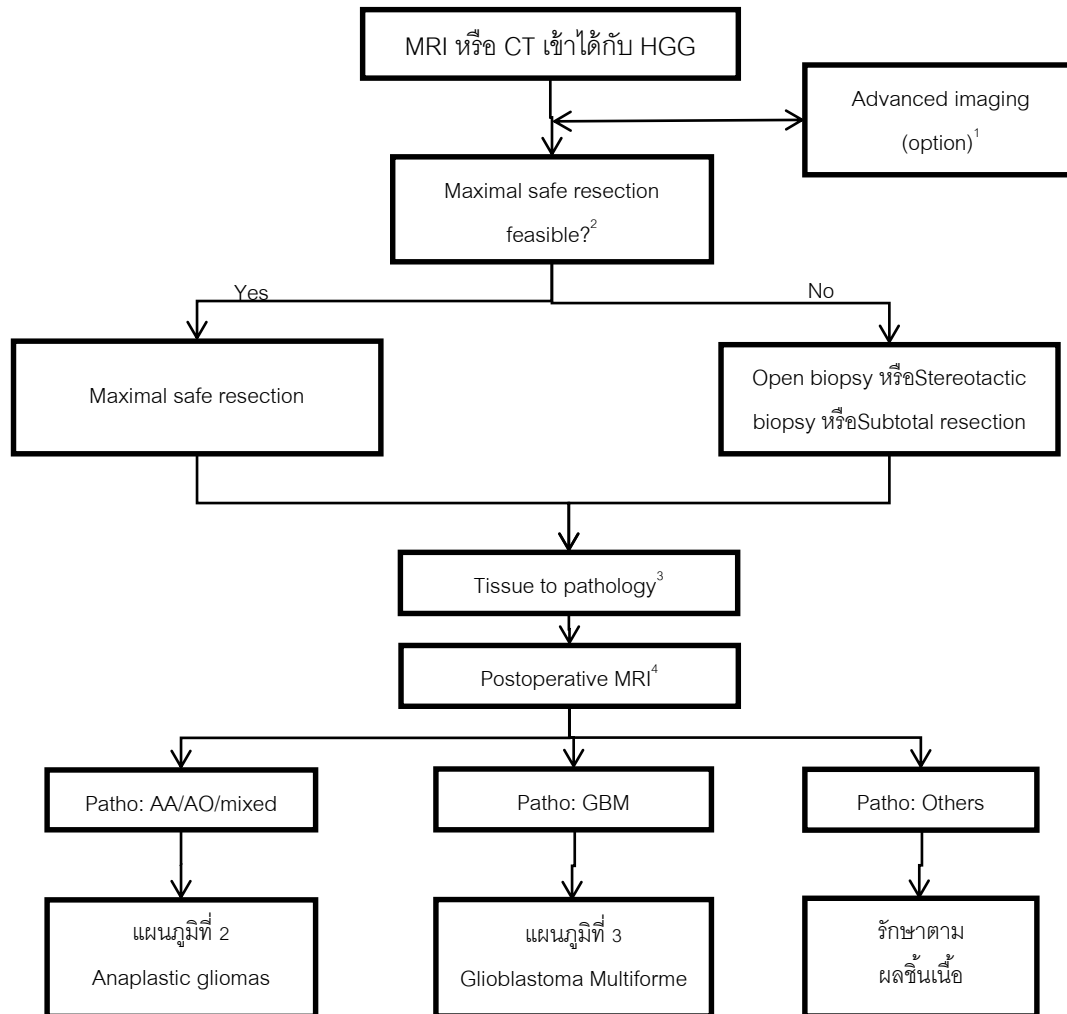 MRI หรือ CT เข้าได้กับ HGG
Advanced imaging
(option)1
Maximal safe resection
feasible?2
Yes
No
Maximal safe resection
Open biopsy หรือStereotactic
biopsy หรือSubtotal resection
Tissue to pathology3
Postoperative MRI4
Patho: AA/AO/mixed
Patho: GBM
Patho: Others
แผนภูมิที่ 2
Anaplastic gliomas
แผนภูมิที่ 3
Glioblastoma Multiforme
รักษาตาม
ผลชิ้นเนื้อ